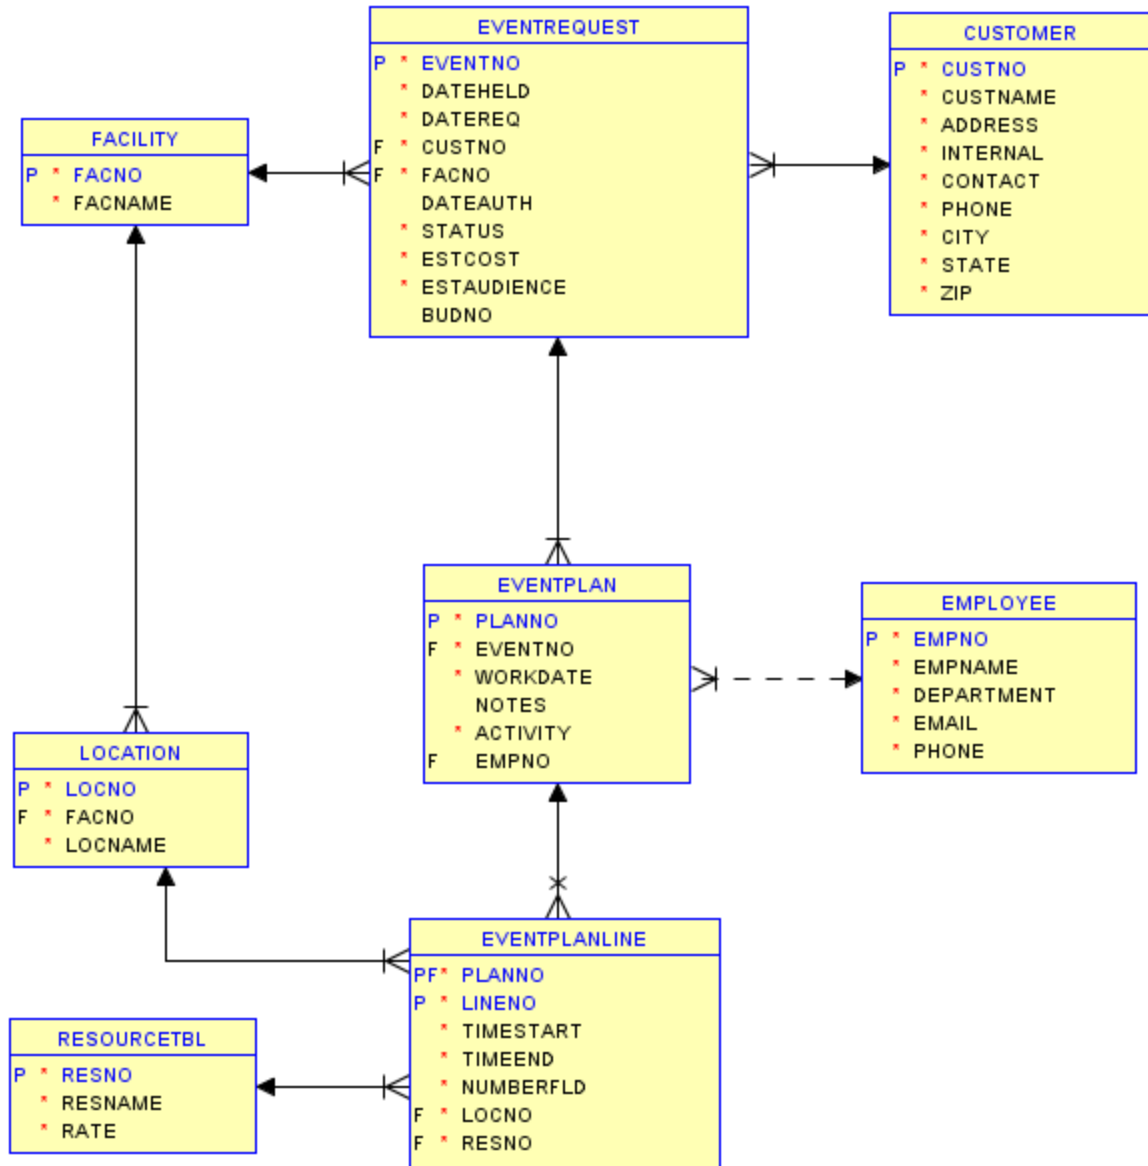 EVENTREQUEST
P * EVENTNO
* DATEHELD
* DATEREQ
F * CUSTNO
F * FACNO
DATEAUTH
* STATUS
* ESTCOST
* ESTAUDIENCE
BUDNO
CUSTOMER
P * CUSTNO
* CUSTNAME
* ADDRESS
* INTERNAL
* CONTACT
* PHONE
* CITY
* STATE
* ZIP
FACILITY
P * FACNO
* FACNAME
EVENTPLAN
P * PLANNO
F * EVENTNO
* WORKDATE
NOTES
* ACTIVITY
F EMPNO
EMPLOYEE
P * EMPNO
* EMPNAME
* DEPARTMENT
* EMAIL
* PHONE
LOCATION
P * LOCNO
F * FACNO
* LOCNAME
EVENTPLANLINE
PF* PLANNO
P * LINENO
* TIMESTART
* TIMEEND
* NUMBERFLD
F * LOCNO
F * RESNO
RESOURCETBL
P * RESNO
* RESNAME
* RATE